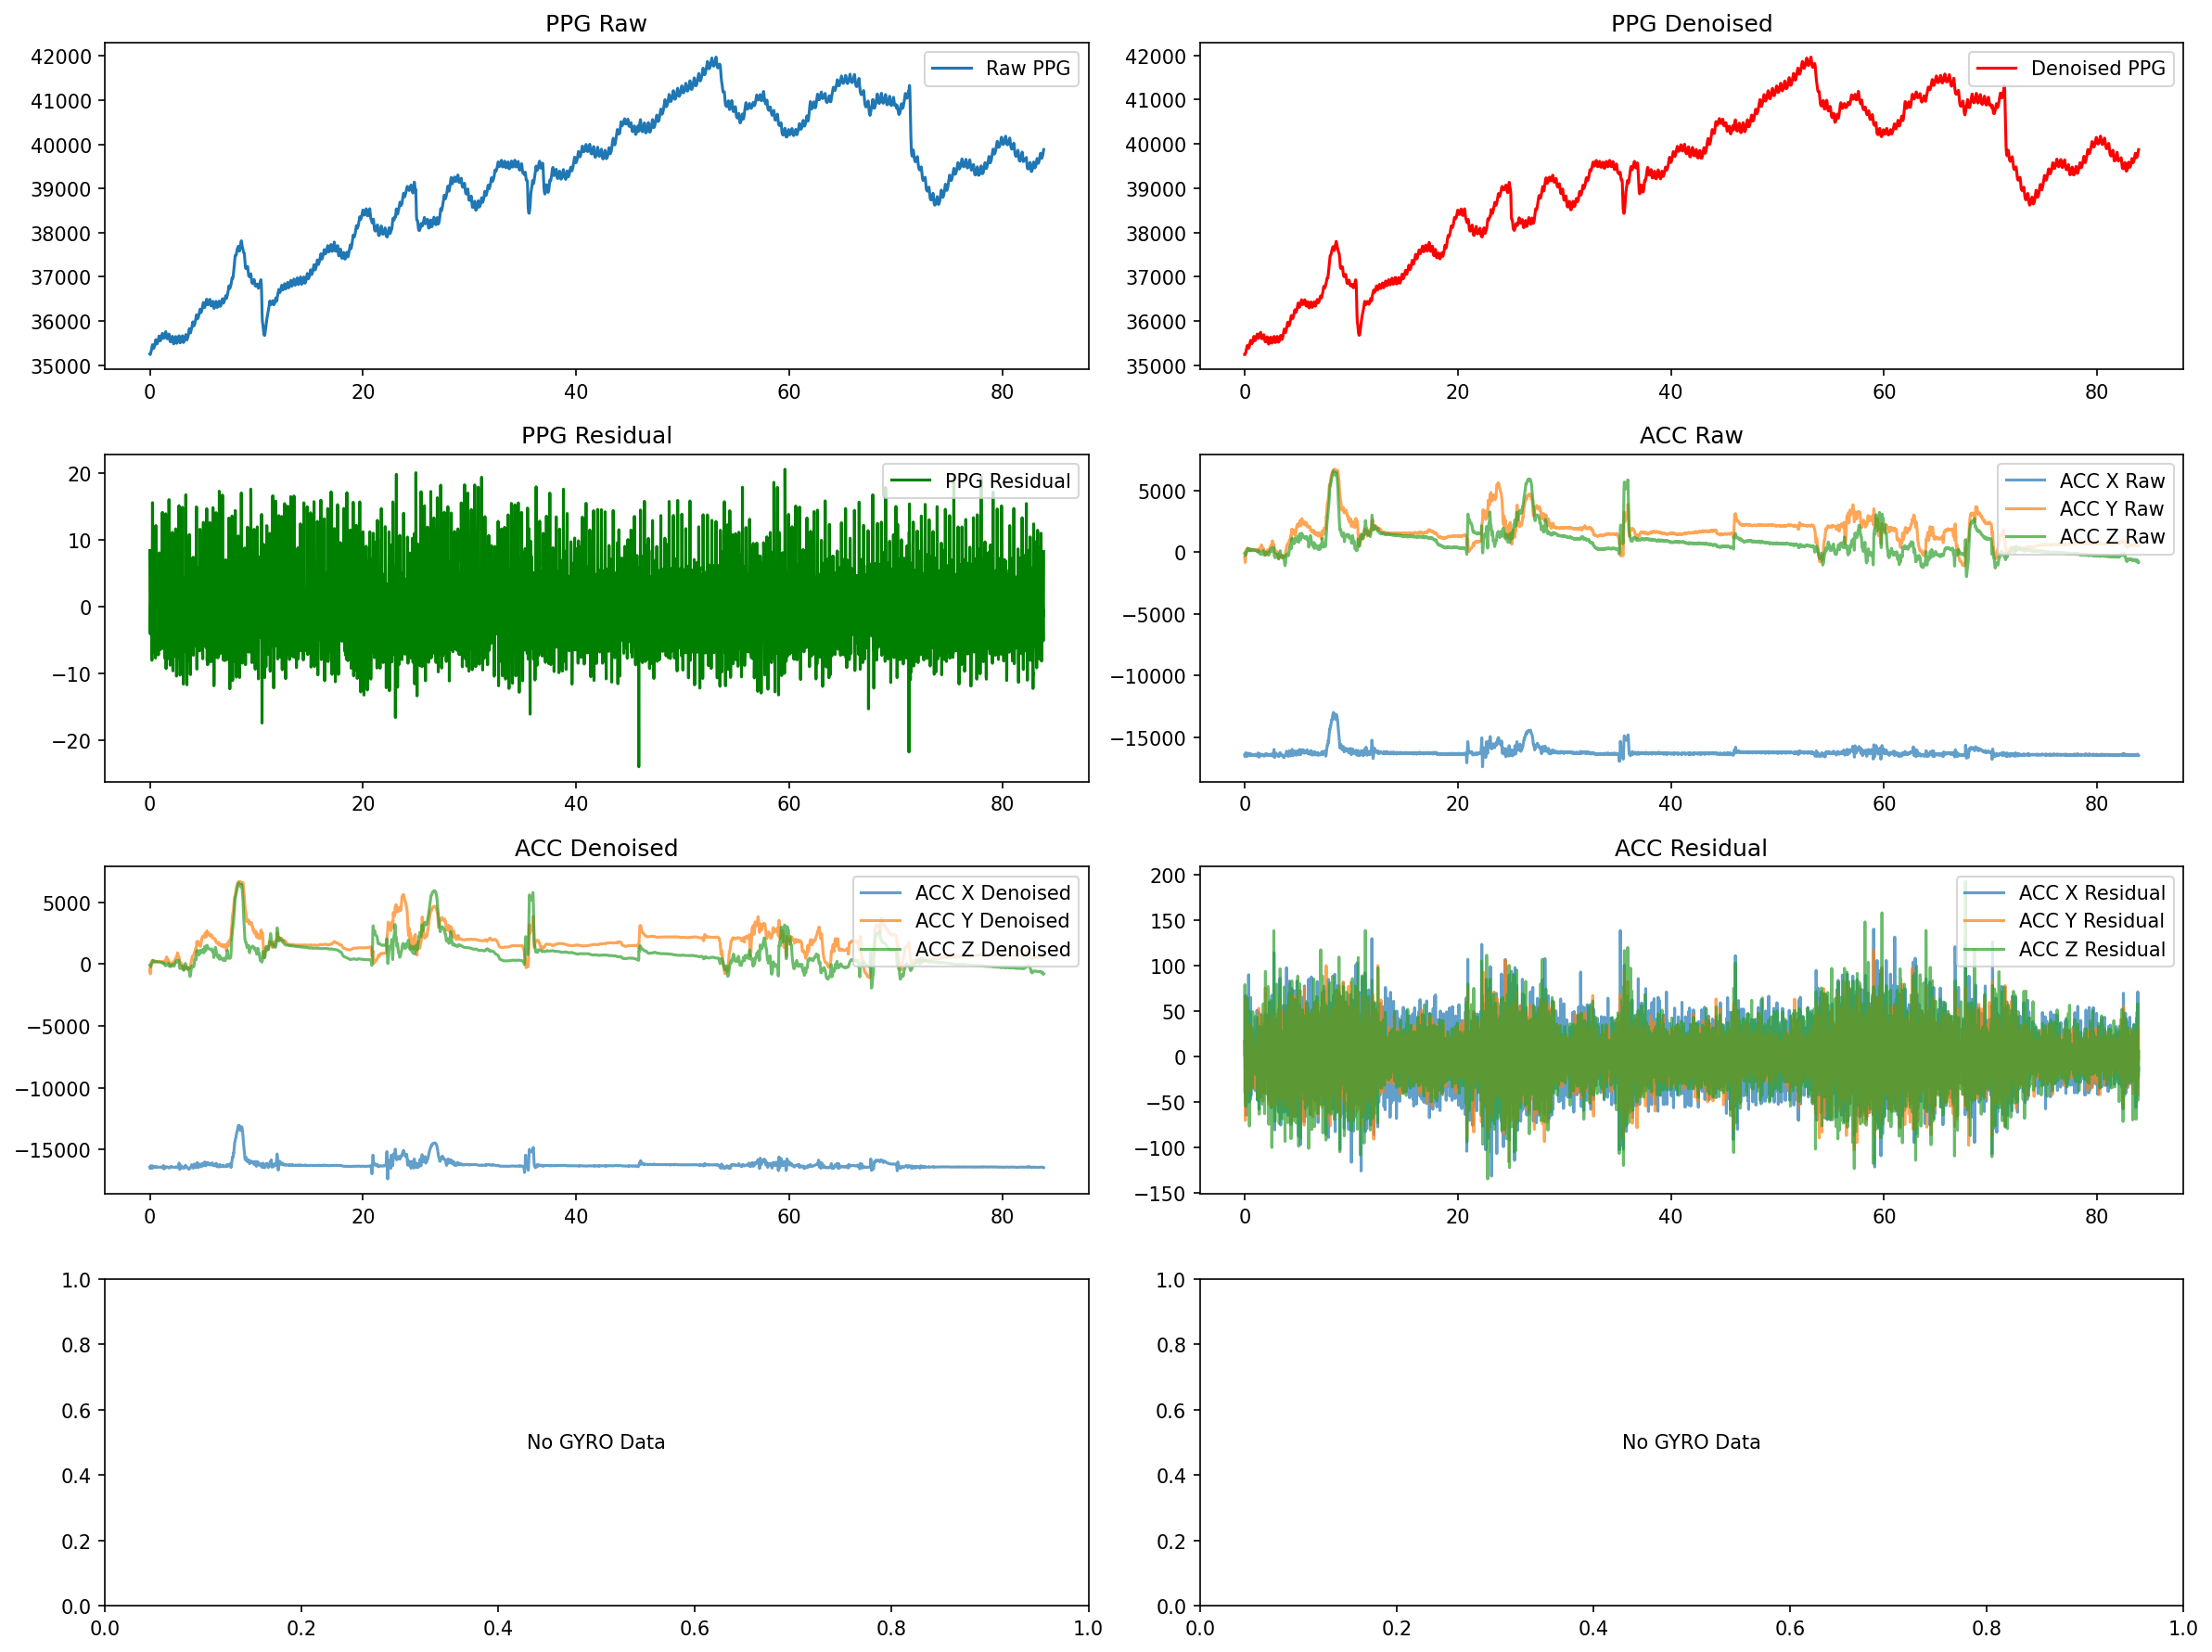 PPG Raw
42000
41000
40000
39000
38000
37000
36000
35000
Raw PPG
0 20 40 60 80
PPG Denoised
42000
41000
40000
39000
38000
37000
36000
35000
Denoised PPG
0 20 40 60 80
PPG Residual
20
10
0
−10
−20
PPG Residual
0 20 40 60 80
ACC Raw
5000
0
−5000
−10000
−15000
ACC X Raw
ACC Y Raw
ACC Z Raw
0 20 40 60 80
ACC Denoised
5000
0
−5000
−10000
−15000
ACC X Denoised
ACC Y Denoised
ACC Z Denoised
0 20 40 60 80
ACC Residual
200
150
100
50
0
−50
−100
−150
ACC X Residual
ACC Y Residual
ACC Z Residual
0 20 40 60 80
1.0
0.8
0.6
0.4
0.2
0.0
No GYRO Data
0.0 0.2 0.4 0.6 0.8 1.0
1.0
0.8
0.6
0.4
0.2
0.0
No GYRO Data
0.0 0.2 0.4 0.6 0.8 1.0